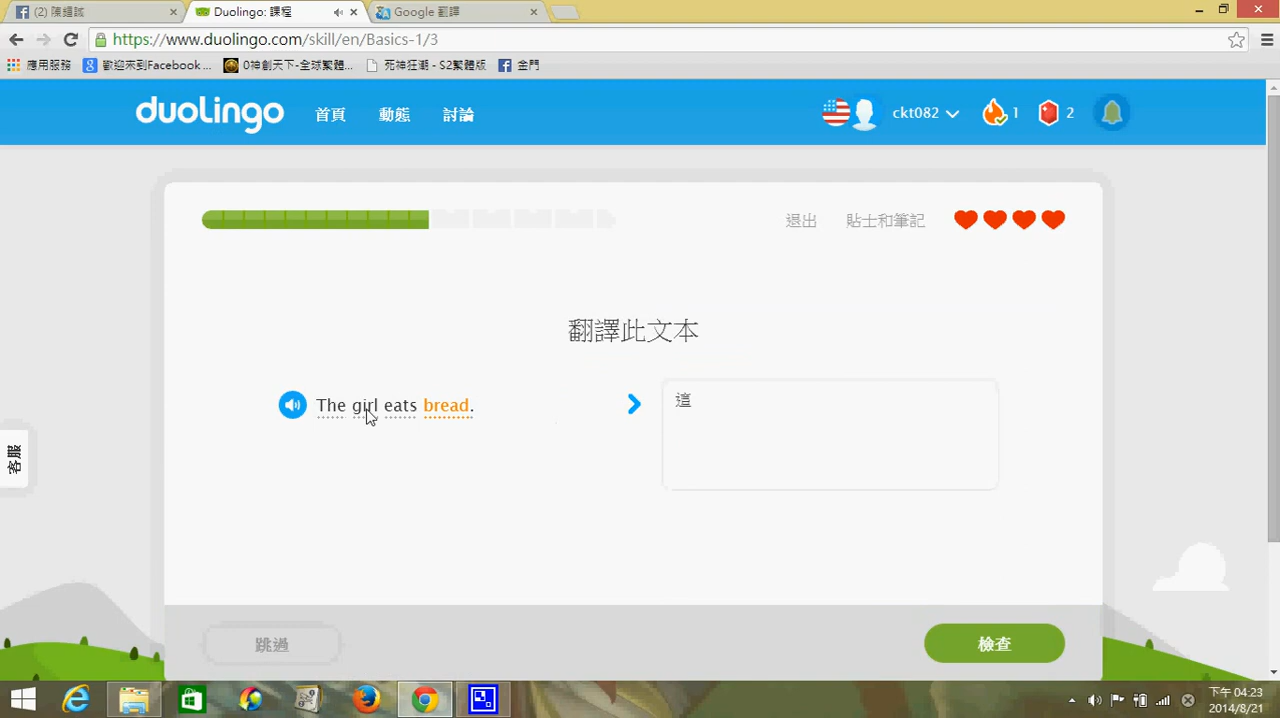 (2) 陳煙誠
Duolingo: 課程
Google 翻譯
https://www.duolingo.com/skill/en/Basics-1/3
應用服務
歡迎來到Facebook ...
0神創天下-全球繁體...
死神狂潮 - S2繁體版
金門
duolingo
首頁
動態
討論
ckt082
1
2
退出
貼士和筆記
翻譯此文本
The girl eats bread.
這
客服
跳過
檢查
下午 04:23
2014/8/21